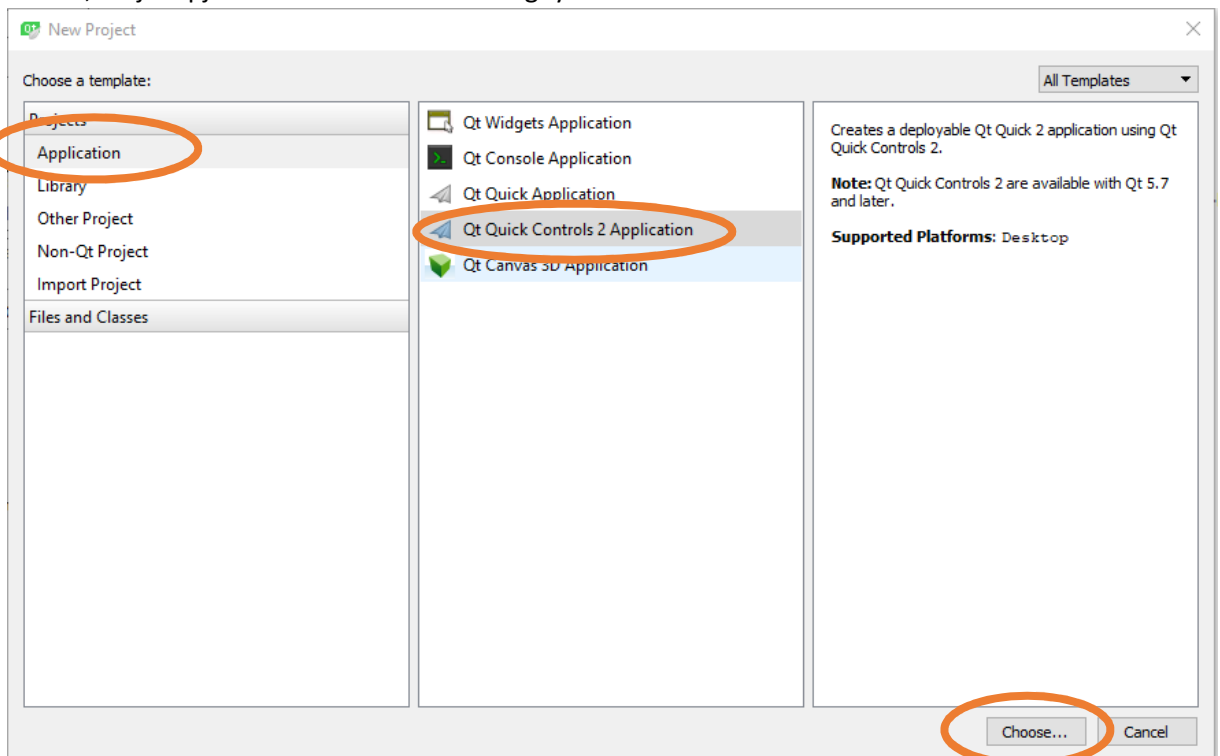 New Project
Choose a template:
All Templates
Projects
Application
Library
Other Project
Non-Qt Project
Import Project
Files and Classes
Qt Widgets Application
Qt Console Application
Qt Quick Application
Qt Quick Controls 2 Application
Qt Canvas 3D Application
Creates a deployable Qt Quick 2 application using Qt
Quick Controls 2.
Note: Qt Quick Controls 2 are available with Qt 5.7
and later.
Supported Platforms: Desktop
Choose...
Cancel